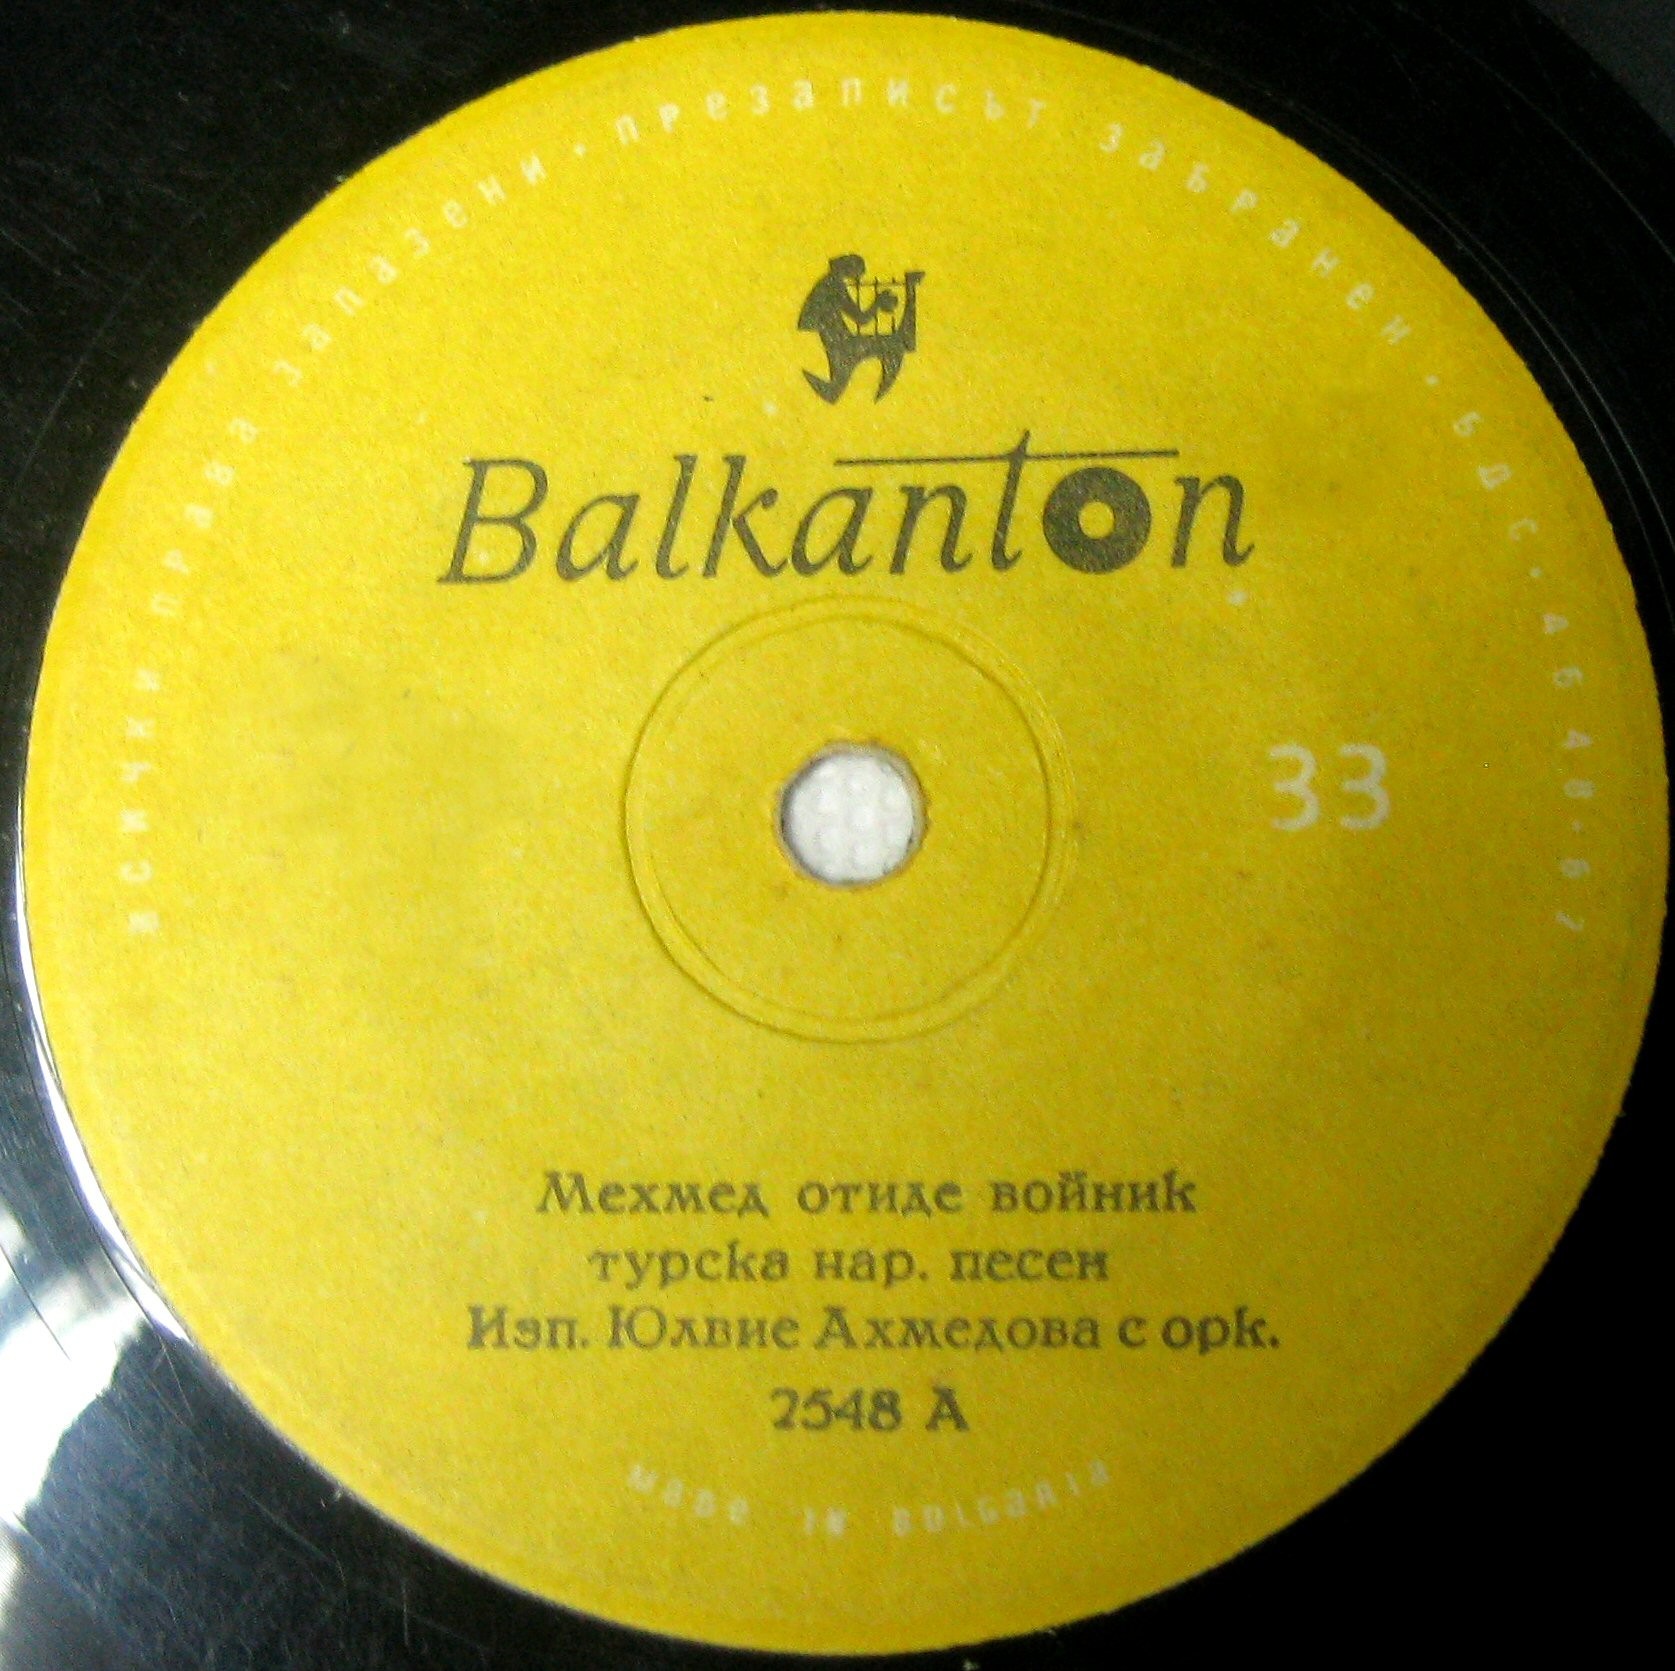 всички права запазени · презаписът забранен · БДС · 4640-67
Balkanton
33
Мехмед отиде войник
турска нар. песен
Изп. Юлвие Ахмедова с орк.
2548 А
made in Bulgaria